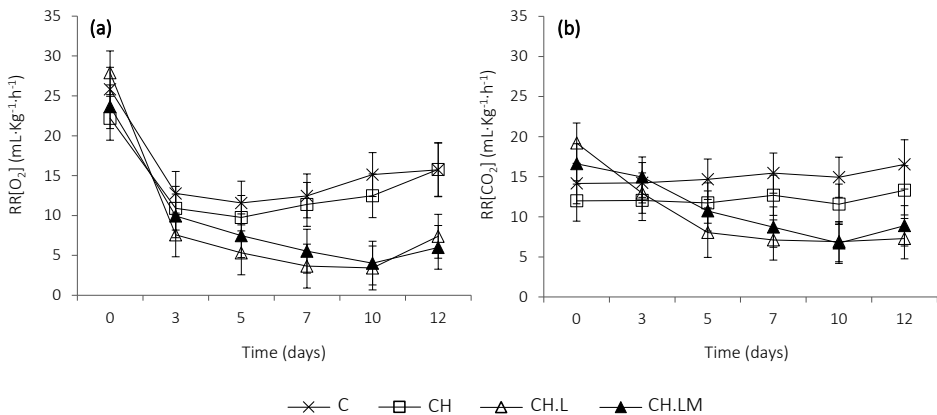 (a)
RR[O₂] (mL·Kg⁻¹·h⁻¹)
35
30
25
20
15
10
5
0
0 3 5 7 10 12
Time (days)
(b)
RR[CO₂] (mL·Kg⁻¹·h⁻¹)
35
30
25
20
15
10
5
0
0 3 5 7 10 12
Time (days)
C CH CH.L CH.LM